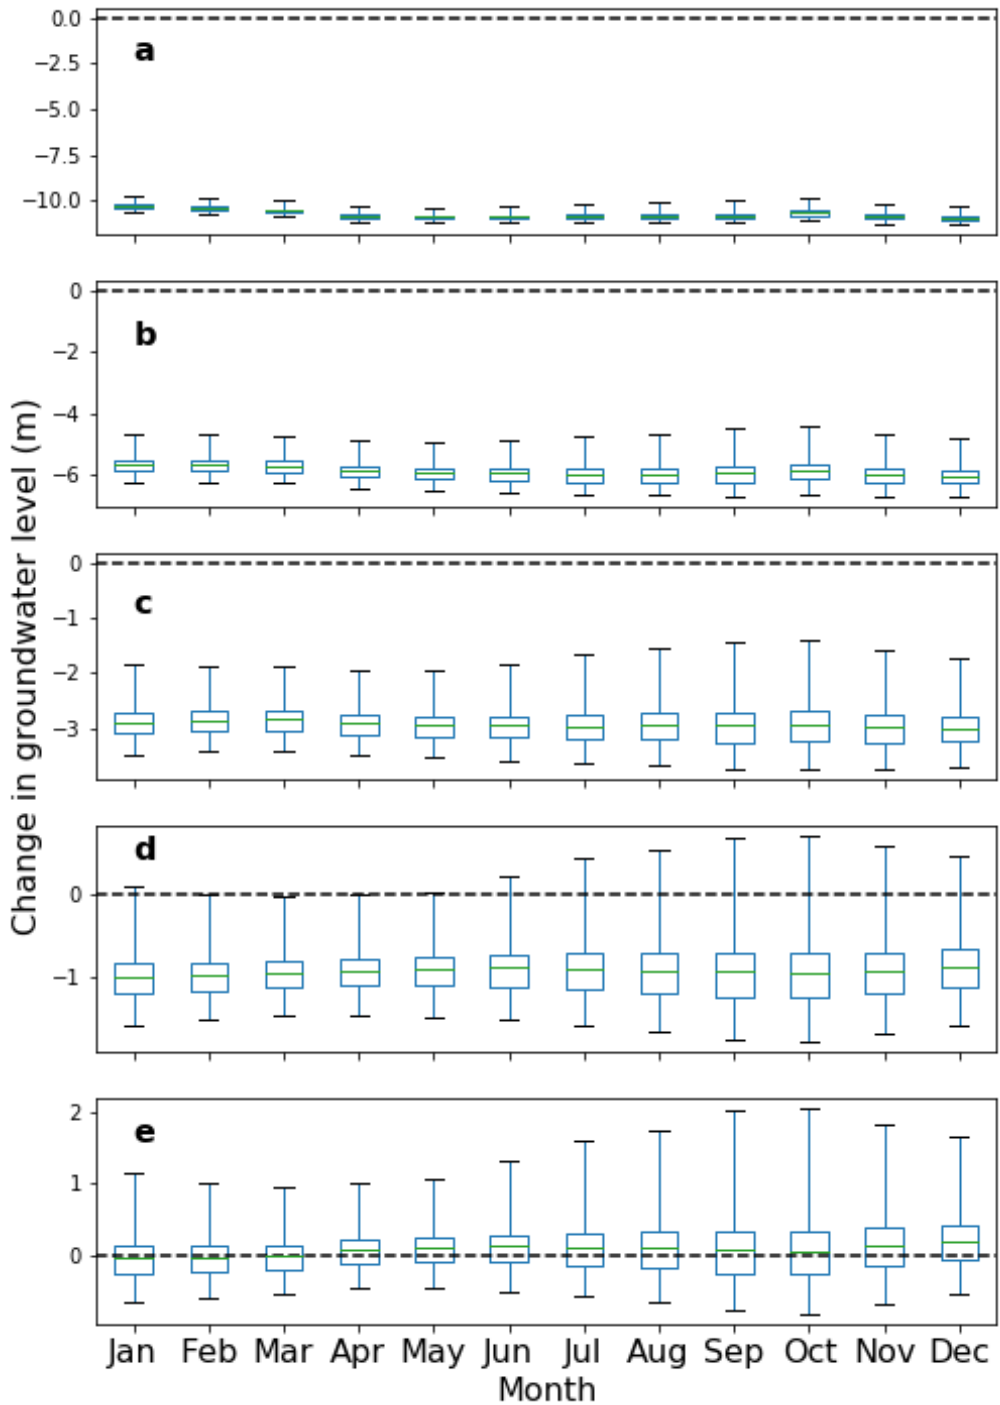 0.0
a
−2.5
−5.0
−7.5
−10.0
0
b
−2
−4
−6
0
c
−1
−2
−3
d
0
−1
2
e
1
0
Change in groundwater level (m)
Jan Feb Mar Apr May Jun Jul Aug Sep Oct Nov Dec
Month